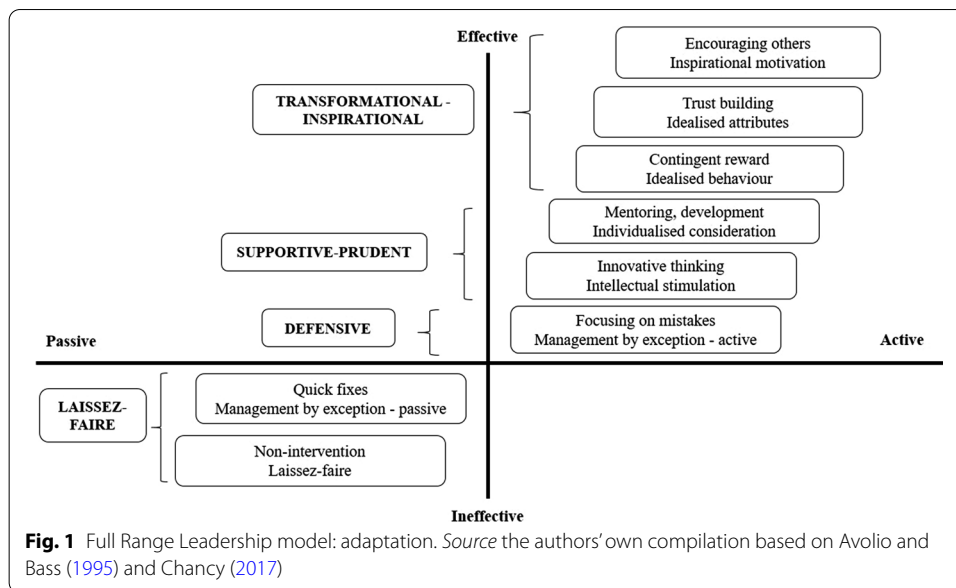 Effective
Encouraging others
Inspirational motivation
TRANSFORMATIONAL -
INSPIRATIONAL
Trust building
Idealised attributes
Contingent reward
Idealised behaviour
Mentoring, development
Individualised consideration
SUPPORTIVE-PRUDENT
Innovative thinking
Intellectual stimulation
DEFENSIVE
Focusing on mistakes
Management by exception - active
Passive
Active
LAISSEZ-
FAIRE
Quick fixes
Management by exception - passive
Non-intervention
Laissez-faire
Ineffective
Fig. 1 Full Range Leadership model: adaptation. Source the authors' own compilation based on Avolio and
Bass (1995) and Chancy (2017)